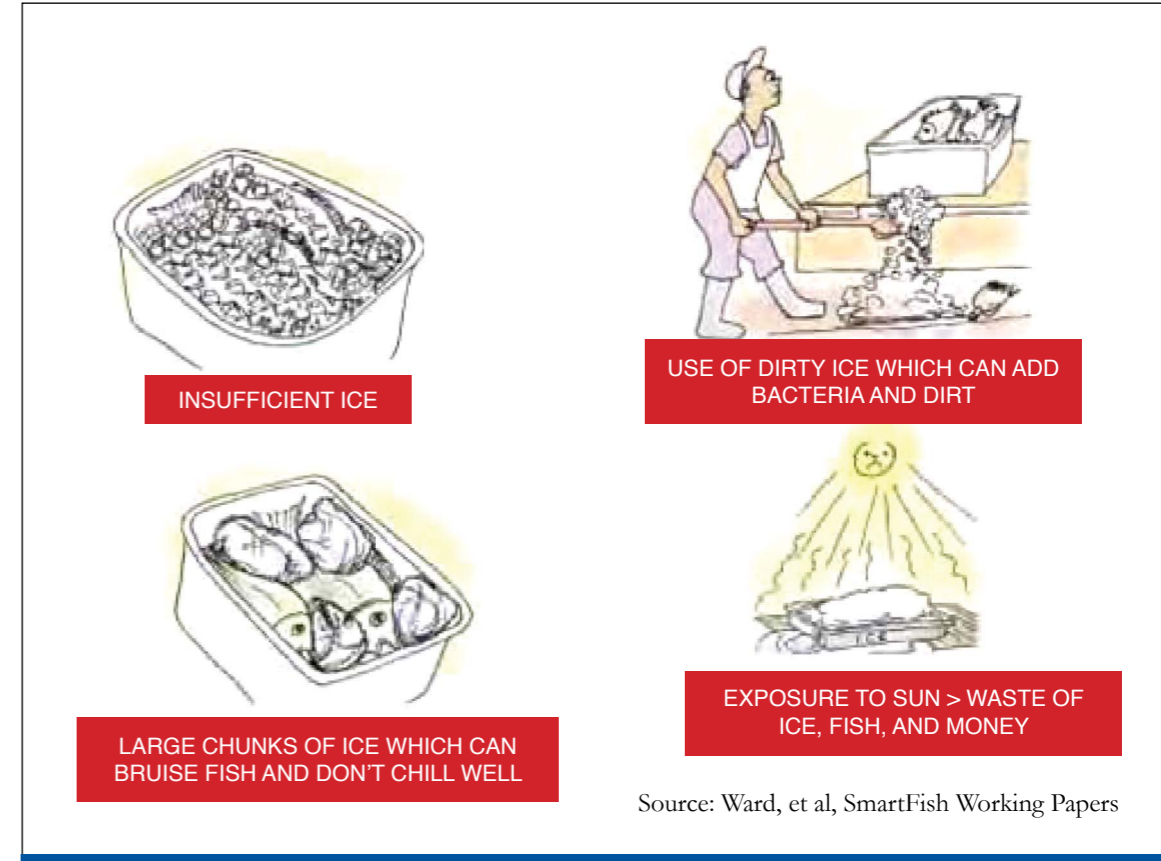 INSUFFICIENT ICE
USE OF DIRTY ICE WHICH CAN ADD
BACTERIA AND DIRT
LARGE CHUNKS OF ICE WHICH CAN
BRUISE FISH AND DON'T CHILL WELL
ICE
EXPOSURE TO SUN > WASTE OF
ICE, FISH, AND MONEY
Source: Ward, et al, SmartFish Working Papers